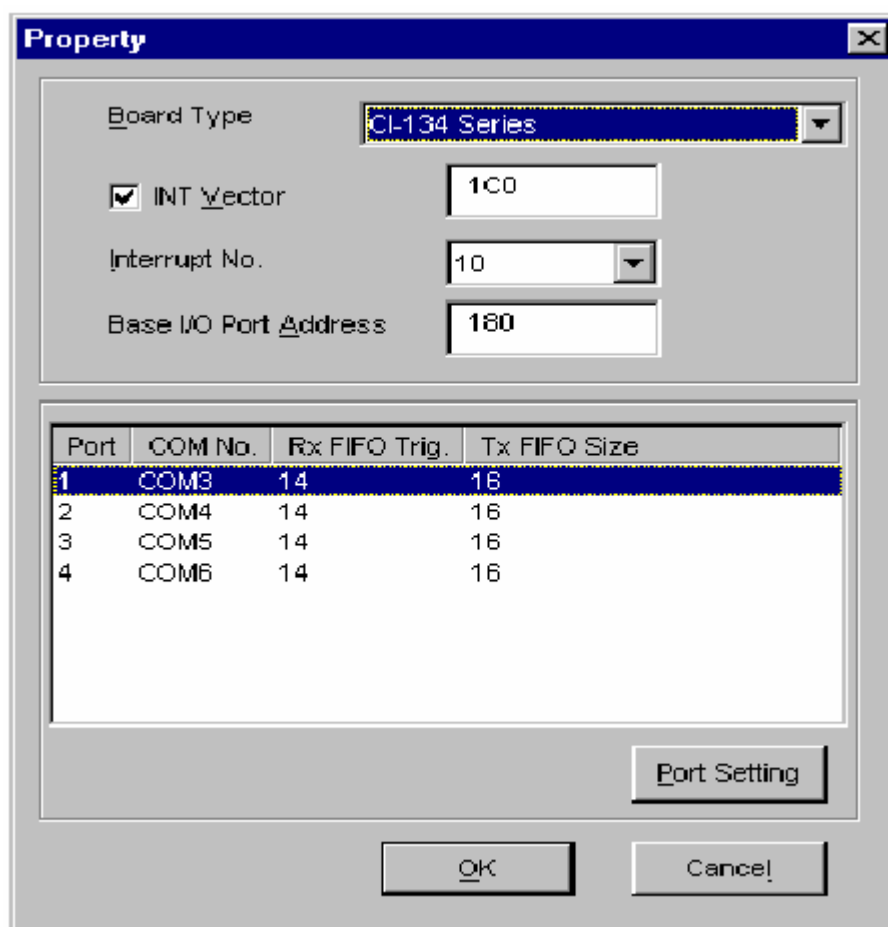 Property
Board Type CI-134 Series
INT Vector 1C0
Interrupt No. 10
Base I/O Port Address 180
Port COM No. Rx FIFO Trig. Tx FIFO Size
1 COM3 14 16
2 COM4 14 16
3 COM5 14 16
4 COM6 14 16
Port Setting
OK Cancel